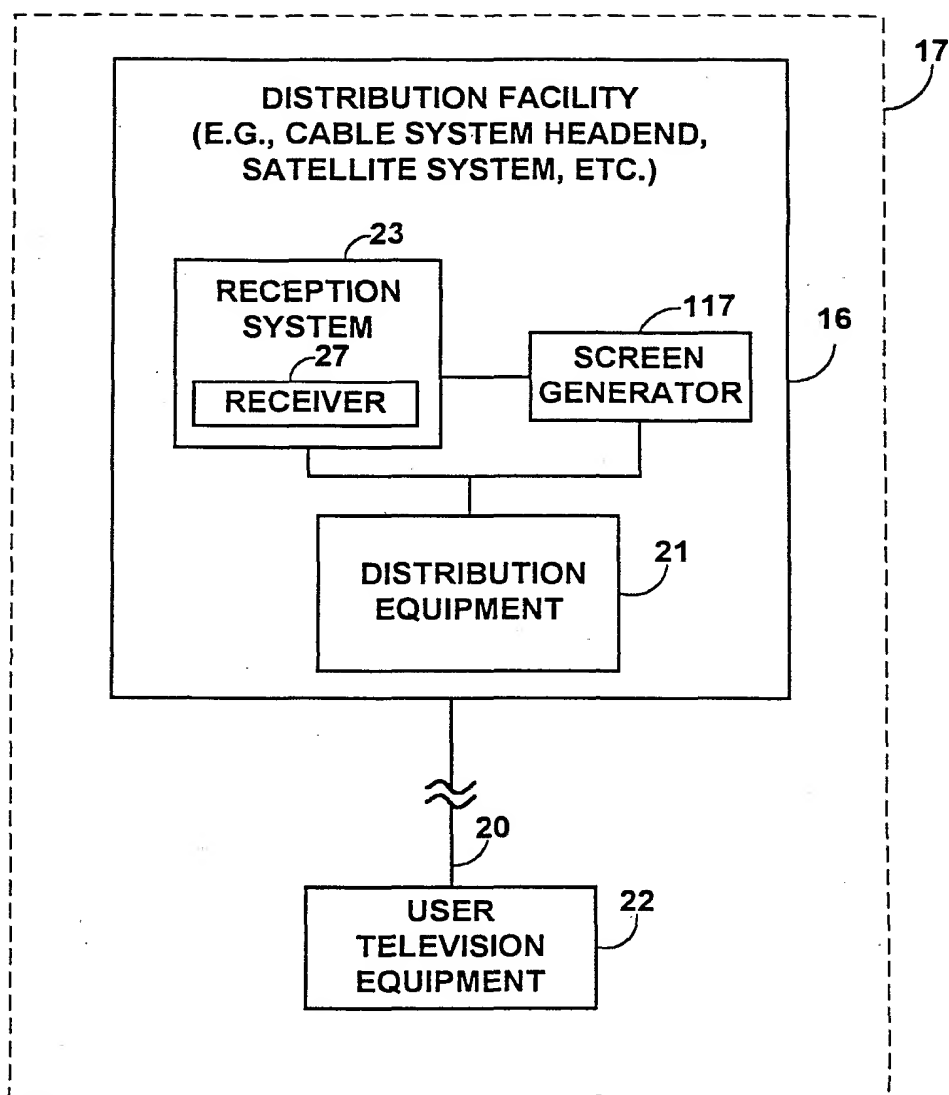 17
DISTRIBUTION FACILITY
(E.G., CABLE SYSTEM HEADEND,
SATELLITE SYSTEM, ETC.)
23
RECEPTION
SYSTEM
27
RECEIVER
117
SCREEN
GENERATOR
16
DISTRIBUTION
EQUIPMENT
21
20
USER
TELEVISION
EQUIPMENT
22